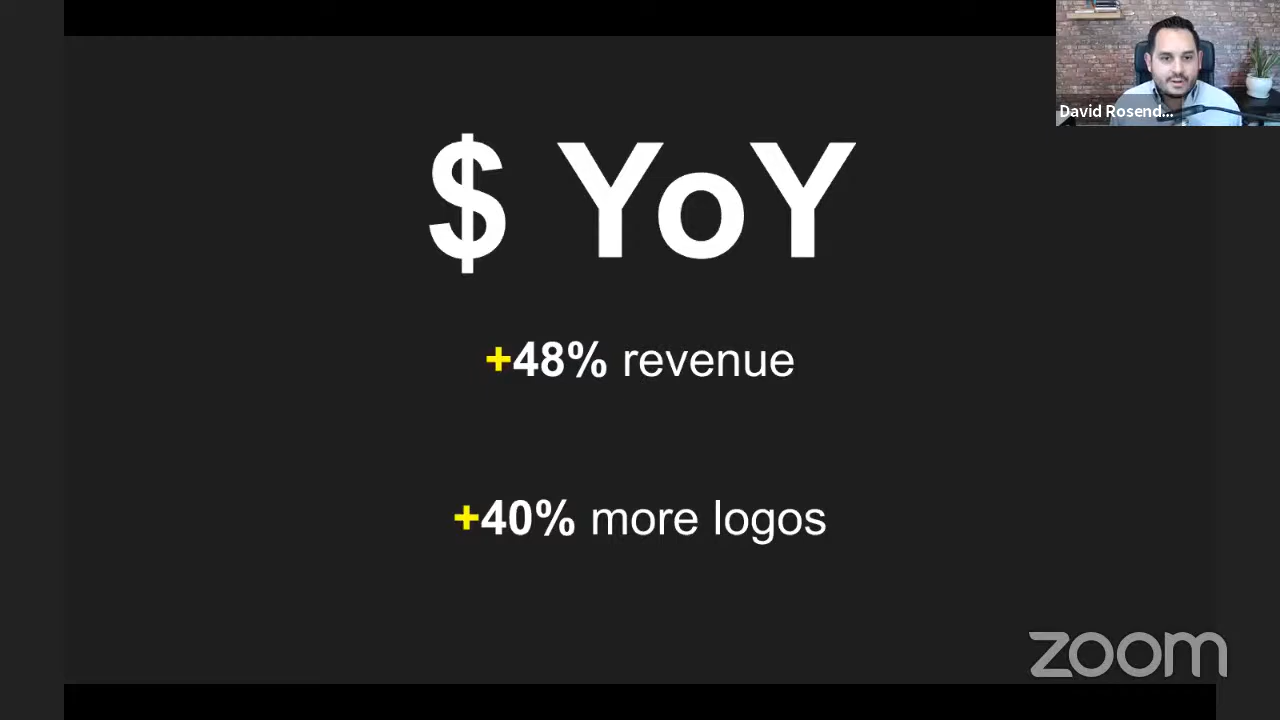 David Rosend...
$ YoY
+48% revenue
+40% more logos
zoom